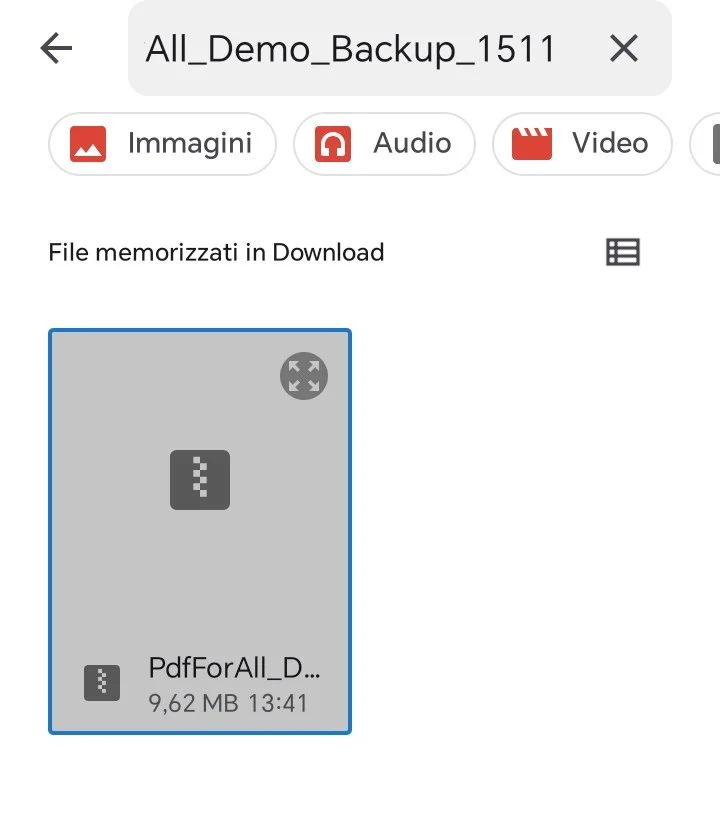 All_Demo_Backup_1511
Immagini
Audio
Video
File memorizzati in Download
PdfForAll_D...
9,62 MB 13:41